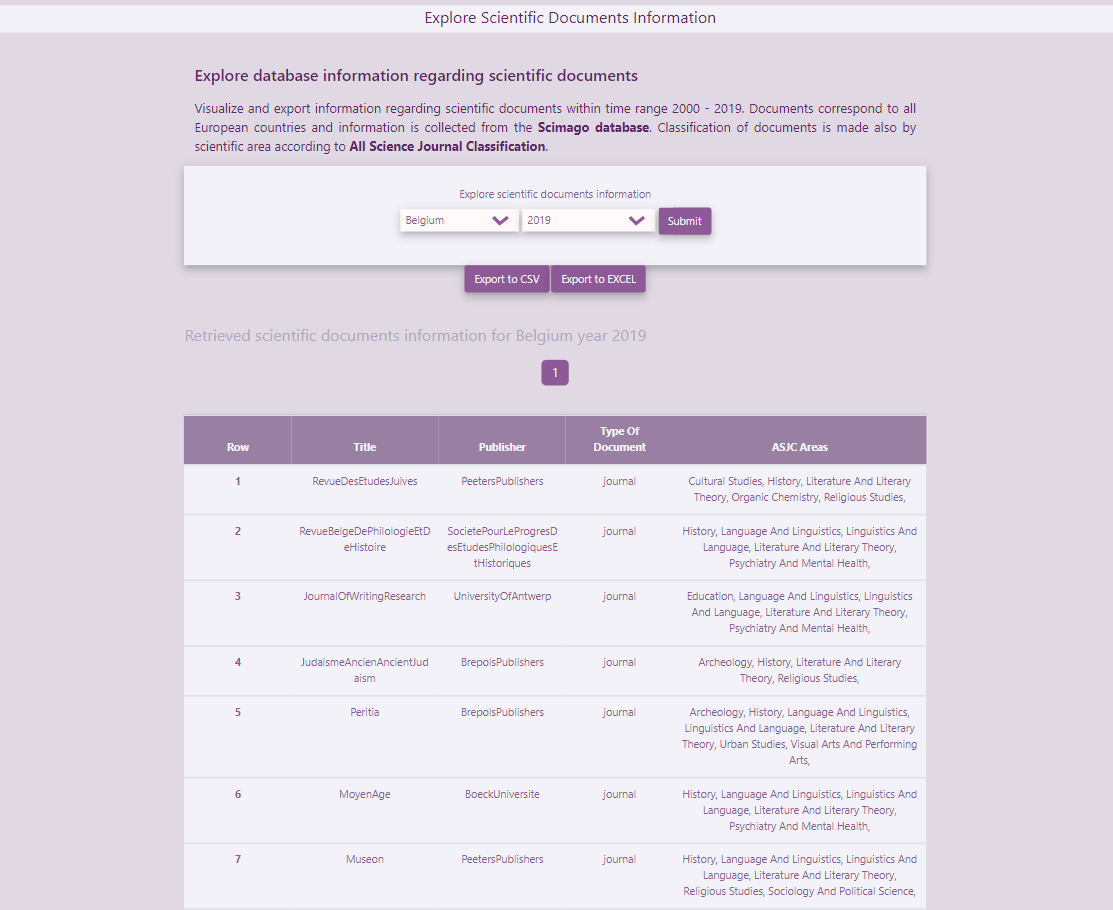 Explore Scientific Documents Information
Explore database information regarding scientific documents
Visualize and export information regarding scientific documents within time range 2000 - 2019. Documents correspond to all
European countries and information is collected from the Scimago database. Classification of documents is made also by
scientific area according to All Science Journal Classification.
Explore scientific documents information
Belgium 2019 Submit
Export to CSV Export to EXCEL
Retrieved scientific documents information for Belgium year 2019
1
Row Title Publisher Type Of
Document ASJC Areas
1 RevueDesEtudesJuives PeetersPublishers journal Cultural Studies, History, Literature And Literary
Theory, Organic Chemistry, Religious Studies,
2 RevueBelgeDePhilologieEtD SocietePourLeProgresD journal History, Language And Linguistics, Linguistics And
eHistoire esEtudesPhilologiquesE Language, Literature And Literary Theory,
tHistoriques Psychiatry And Mental Health,
3 JournalOfWritingResearch UniversityOfAntwerp journal Education, Language And Linguistics, Linguistics
And Language, Literature And Literary Theory,
Psychiatry And Mental Health,
4 JudaismeAncienAncientJud BrepolsPublishers journal Archeology, History, Literature And Literary
aism Theory, Religious Studies,
5 Peritia BrepolsPublishers journal Archeology, History, Language And Linguistics,
Linguistics And Language, Literature And Literary
Theory, Urban Studies, Visual Arts And Performing
Arts,
6 MoyenAge BoeckUniversite journal History, Language And Linguistics, Linguistics And
Language, Literature And Literary Theory,
Psychiatry And Mental Health,
7 Museon PeetersPublishers journal History, Language And Linguistics, Linguistics And
Language, Literature And Literary Theory,
Religious Studies, Sociology And Political Science,